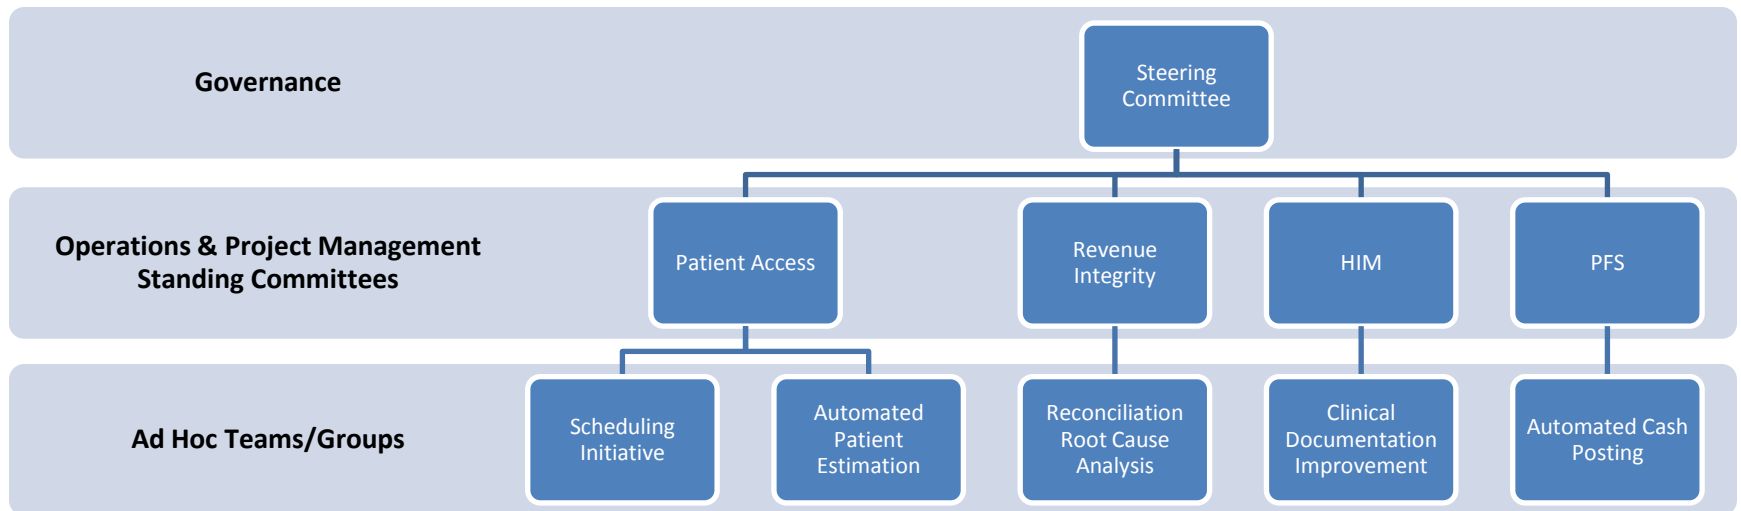 Governance
Steering
Committee
Operations & Project Management
Standing Committees
Patient Access
Revenue
Integrity
HIM
PFS
Ad Hoc Teams/Groups
Scheduling
Initiative
Automated
Patient
Estimation
Reconciliation
Root Cause
Analysis
Clinical
Documentation
Improvement
Automated Cash
Posting